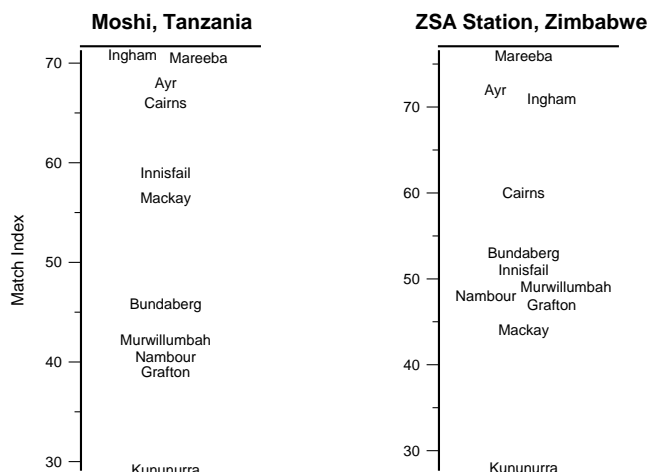 Moshi, Tanzania
Match Index
70
60
50
40
30
Ingham Mareeba
Ayr
Cairns
Innisfail
Mackay
Bundaberg
Murwillumbah
Nambour
Grafton
Kununurra
ZSA Station, Zimbabwe
70
60
50
40
30
Mareeba
Ayr
Ingham
Cairns
Bundaberg
Innisfail
Murwillumbah
Nambour
Grafton
Mackay
Kununurra